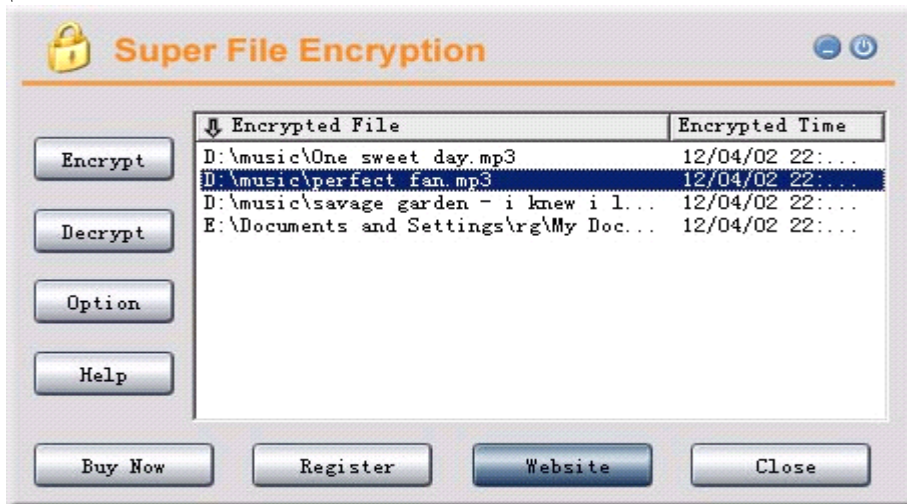 Super File Encryption
Encrypted File Encrypted Time
D:\music\One sweet day.mp3 12/04/02 22:...
D:\music\perfect fan.mp3 12/04/02 22:...
D:\music\savage garden - i knew i l... 12/04/02 22:...
E:\Documents and Settings\rg\My Doc... 12/04/02 22:...
Encrypt
Decrypt
Option
Help
Buy Now Register Website Close